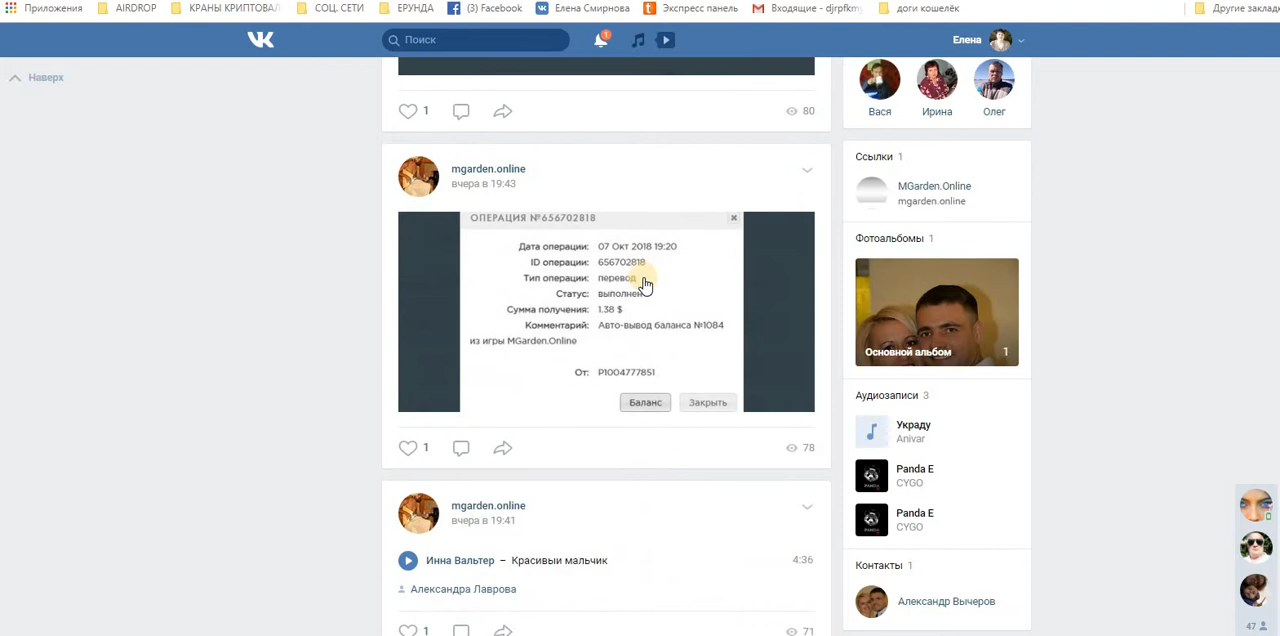 Приложения AIRDROP КРАНЫ КРИПТОВАЛ СОЦ. СЕТИ ЕРУНДА (3) Facebook Елена Смирнова Экспресс панель Входящие - djrpfkmy доги кошелёк Другие заклад
Поиск 1 Елена
Наверх
1 80
Вася Ирина Олег
mgarden.online
вчера в 19:43
ОПЕРАЦИЯ №656702818
Дата операции: 07 Окт 2018 19:20
ID операции: 656702818
Тип операции: перевод
Статус: выполнен
Сумма получения: 1.38 $
Комментарий: Авто-вывод баланса №1084
из игры MGarden.Online
От: P1004777851
Баланс Закрыть
1 78
mgarden.online
вчера в 19:41
Инна Вальтер – Красивыи мальчик 4:36
Александра Лаврова
1 71
Ссылки 1
MGarden.Online
mgarden.online
Фотоальбомы 1
Основной альбом 1
Аудиозаписи 3
Украду
Anivar
Panda E
CYGO
Panda E
CYGO
Контакты 1
Александр Вычеров
47